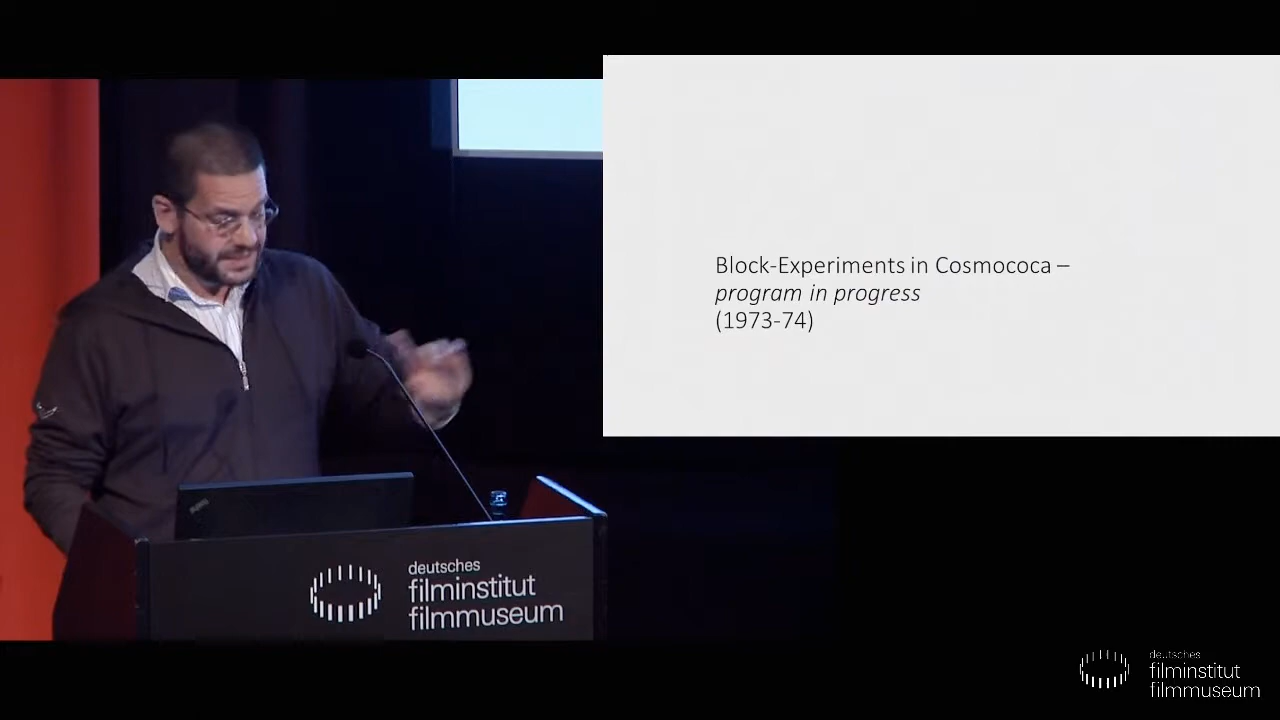 Block-Experiments in Cosmococa –
program in progress
(1973-74)
deutsches
filminstitut
filmmuseum
deutsches
filminstitut
filmmuseum